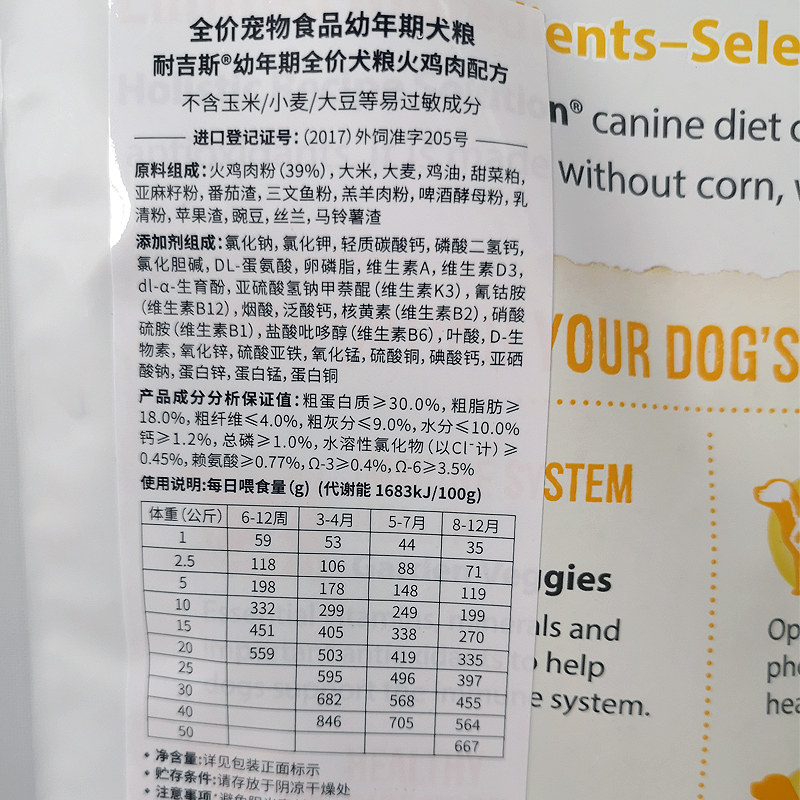 全价宠物食品幼年期犬粮
耐吉斯®幼年期全价犬粮火鸡肉配方
不含玉米/小麦/大豆等易过敏成分
进口登记证号：(2017)外饲准字205号
原料组成：火鸡肉粉（39%），大米，大麦，鸡油，甜菜粕，
亚麻籽粉，番茄渣，三文鱼粉，羔羊肉粉，啤酒酵母粉，乳
清粉，苹果渣，豌豆，丝兰，马铃薯渣
添加剂组成：氯化钠，氯化钾，轻质碳酸钙，磷酸二氢钙，
氯化胆碱，DL-蛋氨酸，卵磷脂，维生素A，维生素D3，
dl-α-生育酚，亚硫酸氢钠甲萘醌（维生素K3），氰钴胺
（维生素B12），烟酸，泛酸钙，核黄素（维生素B2），硝酸
硫胺（维生素B1），盐酸吡哆醇（维生素B6），叶酸，D-生
物素，氧化锌，硫酸亚铁，氧化锰，硫酸铜，碘酸钙，亚硒
酸钠，蛋白锌，蛋白锰，蛋白铜
产品成分分析保证值：粗蛋白质≥30.0%，粗脂肪≥
18.0%，粗纤维≤4.0%，粗灰分≤9.0%，水分≤10.0%
钙≥1.2%，总磷≥1.0%，水溶性氯化物（以Cl⁻计）≥
0.45%，赖氨酸≥0.77%，Ω-3≥0.4%，Ω-6≥3.5%
使用说明：每日喂食量(g) (代谢能 1683kJ/100g)
体重（公斤） 6-12周 3-4月 5-7月 8-12月
1 59 53 44 35
2.5 118 106 88 71
5 198 178 148 119
10 332 299 249 199
15 451 405 338 270
20 559 503 419 335
25 595 496 397
30 682 568 455
40 846 705 564
50 667
• 净含量：详见包装正面标示
• 贮存条件：请存放于阴凉干燥处
• 注意事项：
ents–Sele
n® canine diet
without corn,
YOUR DOG'S
STEM
ggies
ls and
help
e system.
Op
pho
hea